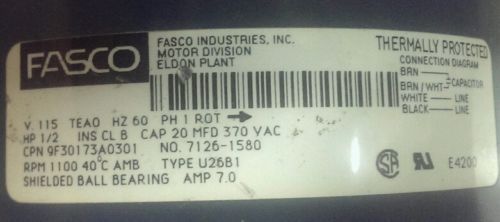 FASCO
FASCO INDUSTRIES, INC.
MOTOR DIVISION
ELDON PLANT
THERMALLY PROTECTED
CONNECTION DIAGRAM
BRN
CAPACITOR
BRN/WHT
WHITE LINE
BLACK LINE
V. 115 TEAO HZ 60 PH 1 ROT →
HP 1/2 INS CL B CAP 20 MFD 370 VAC
CPN 9F30173A0301 NO. 7126-1580
RPM 1100 40°C AMB TYPE U26B1
SHIELDED BALL BEARING AMP 7.0
SA
E4200